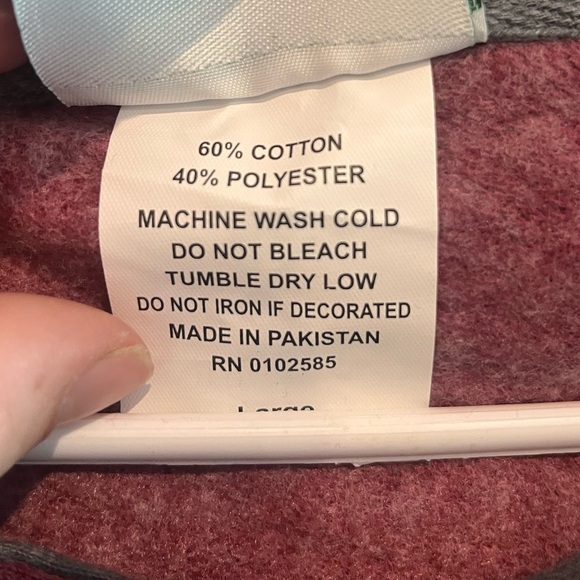 60% COTTON
40% POLYESTER
MACHINE WASH COLD
DO NOT BLEACH
TUMBLE DRY LOW
DO NOT IRON IF DECORATED
MADE IN PAKISTAN
RN 0102585
Large